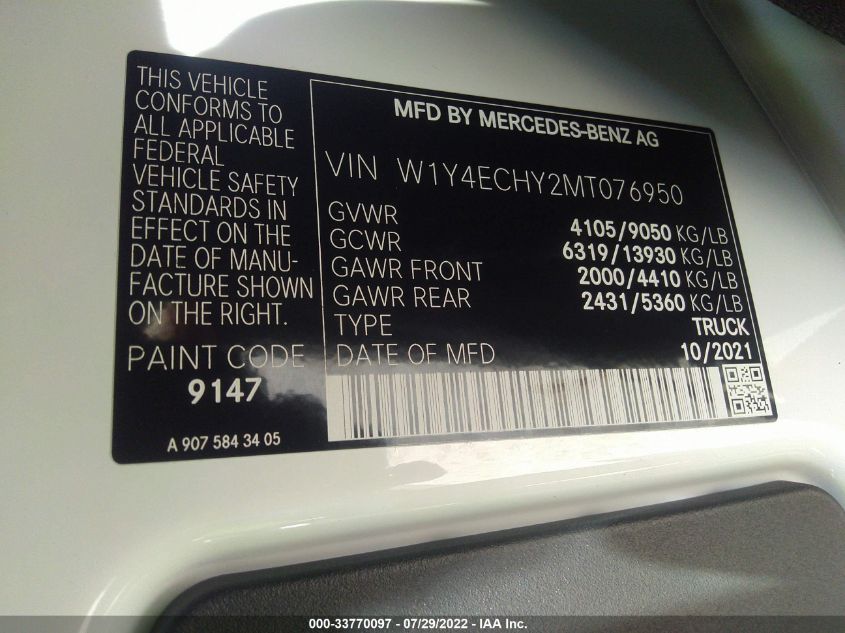 THIS VEHICLE
CONFORMS TO
ALL APPLICABLE
FEDERAL
VEHICLE SAFETY
STANDARDS IN
EFFECT ON THE
DATE OF MANU-
FACTURE SHOWN
ON THE RIGHT.
PAINT CODE
9147
A 907 584 34 05
MFD BY MERCEDES-BENZ AG
VIN W1Y4ECHY2MT076950
GVWR 4105/9050 KG/LB
GCWR 6319/13930 KG/LB
GAWR FRONT 2000/4410 KG/LB
GAWR REAR 2431/5360 KG/LB
TYPE TRUCK
DATE OF MFD 10/2021
000-33770097 - 07/29/2022 - IAA Inc.